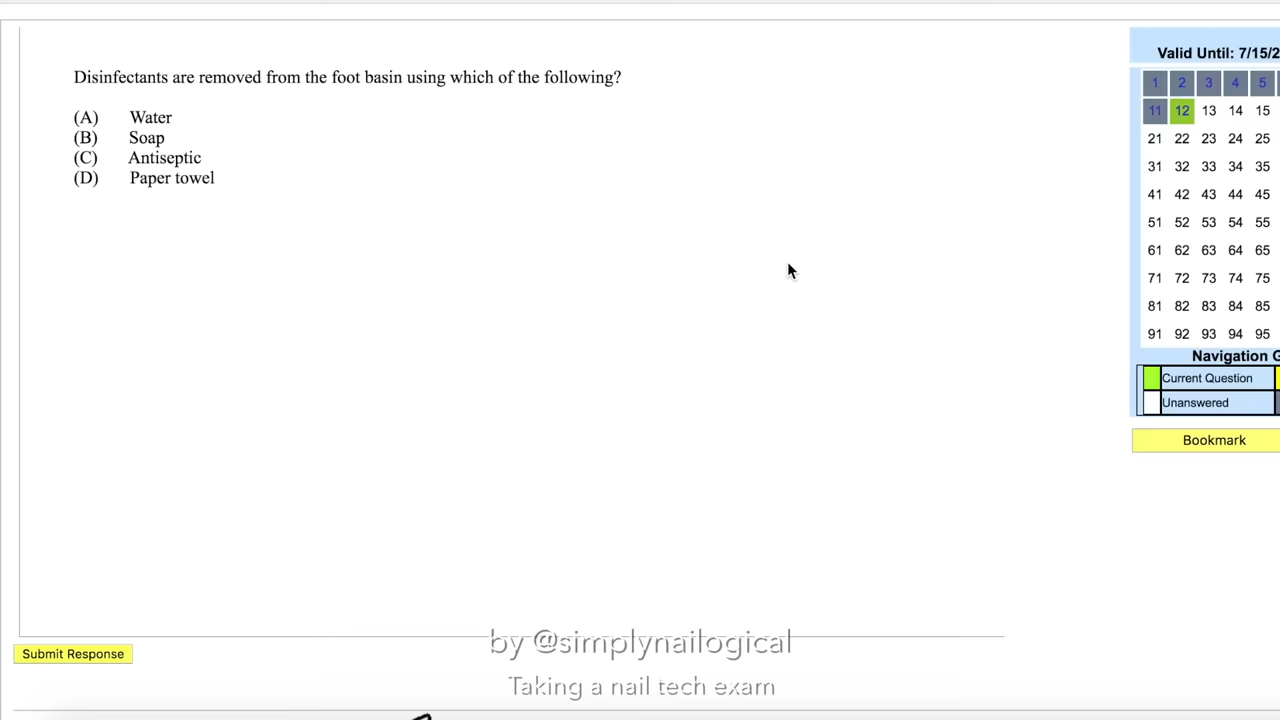 Disinfectants are removed from the foot basin using which of the following?
(A) Water
(B) Soap
(C) Antiseptic
(D) Paper towel
Valid Until: 7/15/2
1 2 3 4 5
11 12 13 14 15
21 22 23 24 25
31 32 33 34 35
41 42 43 44 45
51 52 53 54 55
61 62 63 64 65
71 72 73 74 75
81 82 83 84 85
91 92 93 94 95
Navigation G
Current Question
Unanswered
Bookmark
Submit Response
by @simplynailogical
Taking a nail tech exam